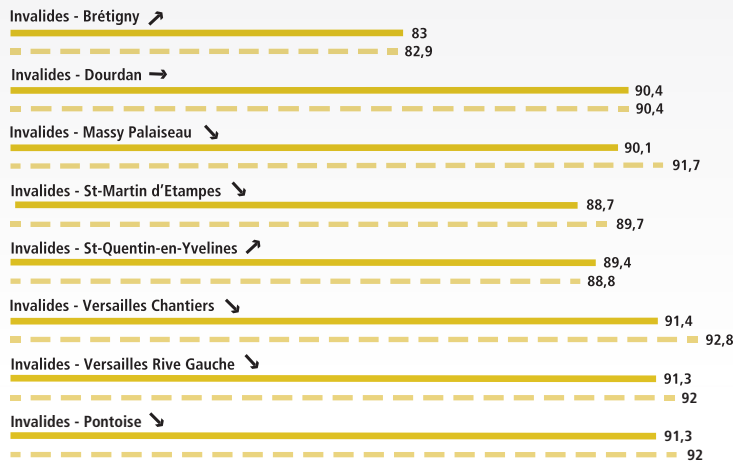 Invalides - Brétigny
83
82,9
Invalides - Dourdan
90,4
90,4
Invalides - Massy Palaiseau
90,1
91,7
Invalides - St-Martin d'Etampes
88,7
89,7
Invalides - St-Quentin-en-Yvelines
89,4
88,8
Invalides - Versailles Chantiers
91,4
92,8
Invalides - Versailles Rive Gauche
91,3
92
Invalides - Pontoise
91,3
92